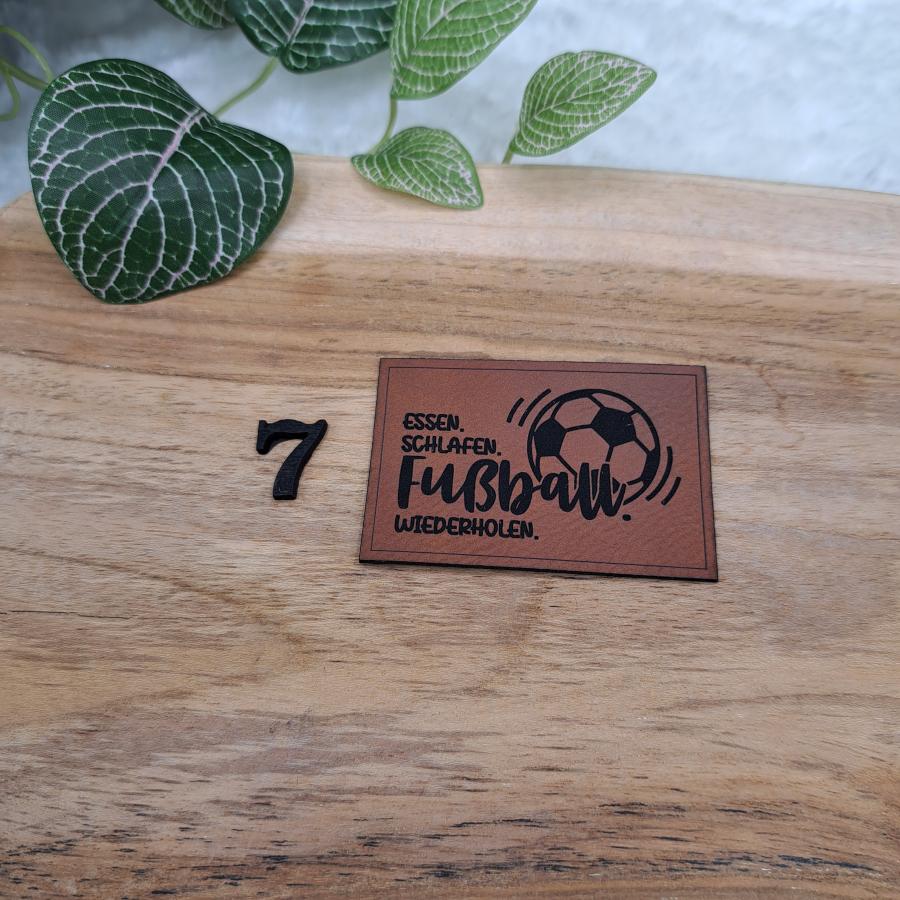 7
ESSEN.
SCHLAFEN.
Fußball.
WIEDERHOLEN.